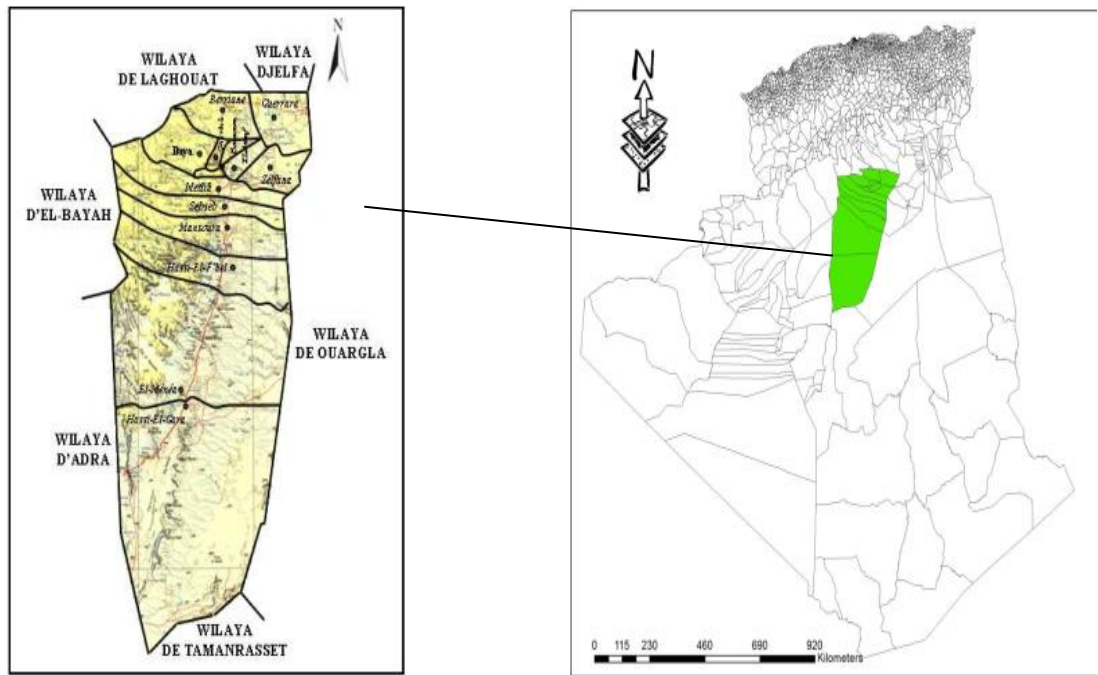 N
WILAYA
DE LAGHOUAT
WILAYA
DJELFA
Berriane
Guerrara
Daya
Zelfana
Metlili
Sebseb
WILAYA
D'EL-BAYAH
Mansoura
Hassi-El-F'hel
WILAYA
DE OUARGLA
El-Ménéa
Hassi-El-Gara
WILAYA
D'ADRA
WILAYA
DE TAMANRASSET
N
0 115 230 460 690 920
Kilometers